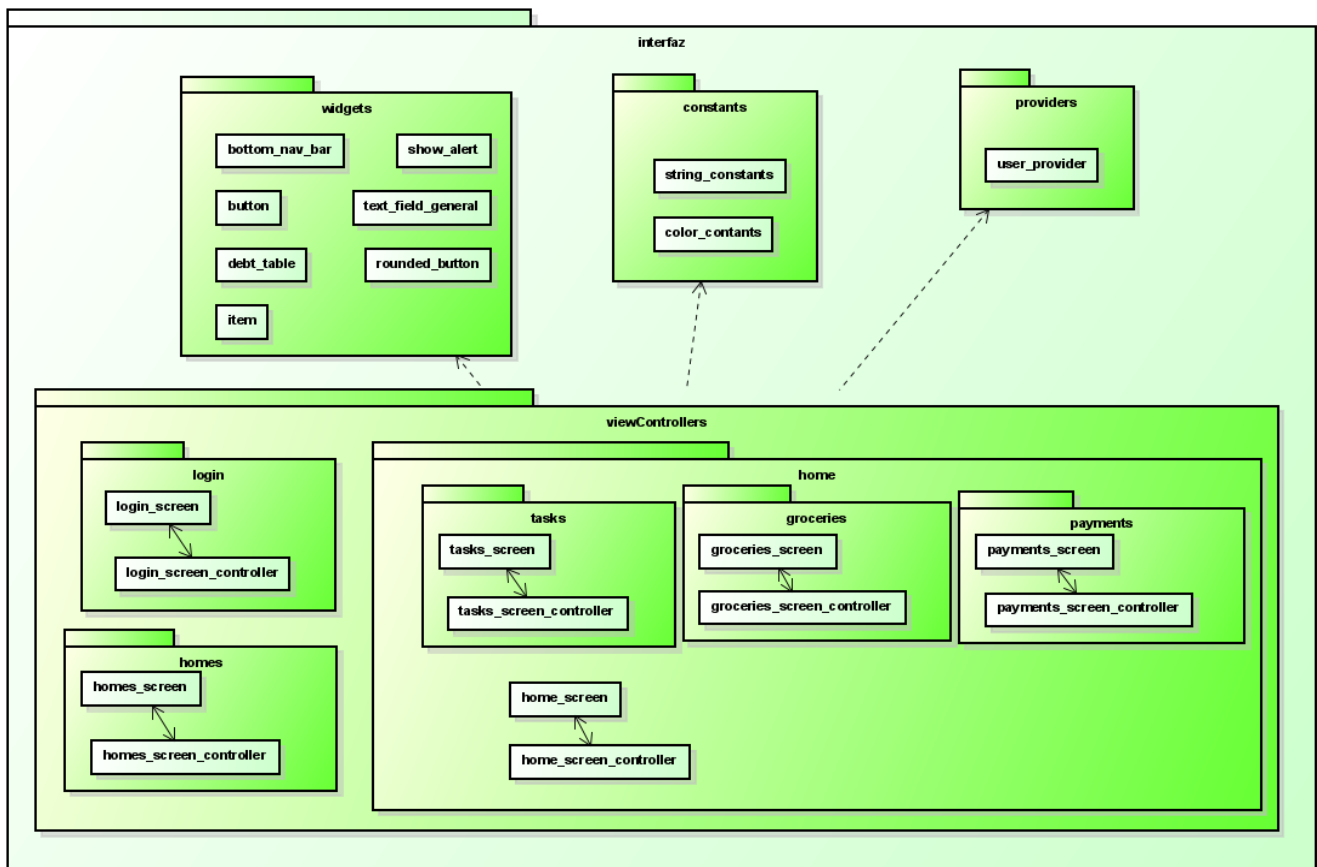 interfaz
widgets
bottom_nav_bar
show_alert
button
text_field_general
debt_table
rounded_button
item
constants
string_constants
color_contants
providers
user_provider
viewControllers
login
login_screen
login_screen_controller
homes
homes_screen
homes_screen_controller
home
tasks
tasks_screen
tasks_screen_controller
groceries
groceries_screen
groceries_screen_controller
payments
payments_screen
payments_screen_controller
home_screen
home_screen_controller